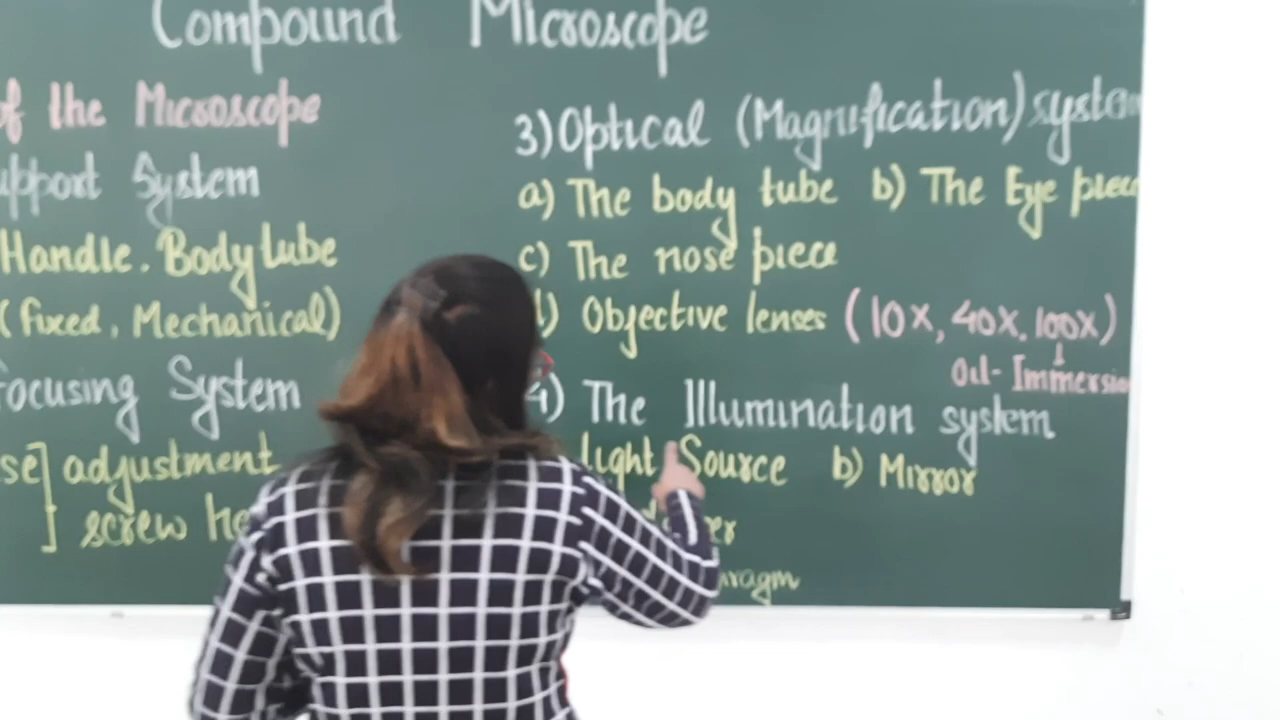 Compound Microscope
of the Microscope
upport System
Handle. Body tube
(fixed, Mechanical)
Focusing System
se] adjustment
] screw he
3) Optical (Magnification) system
a) The body tube b) The Eye piece
c) The nose piece
d) Objective lenses (10x, 40x, 100x)
↓
Oil-Immersion
4) The Illumination system
light Source b) Mirror